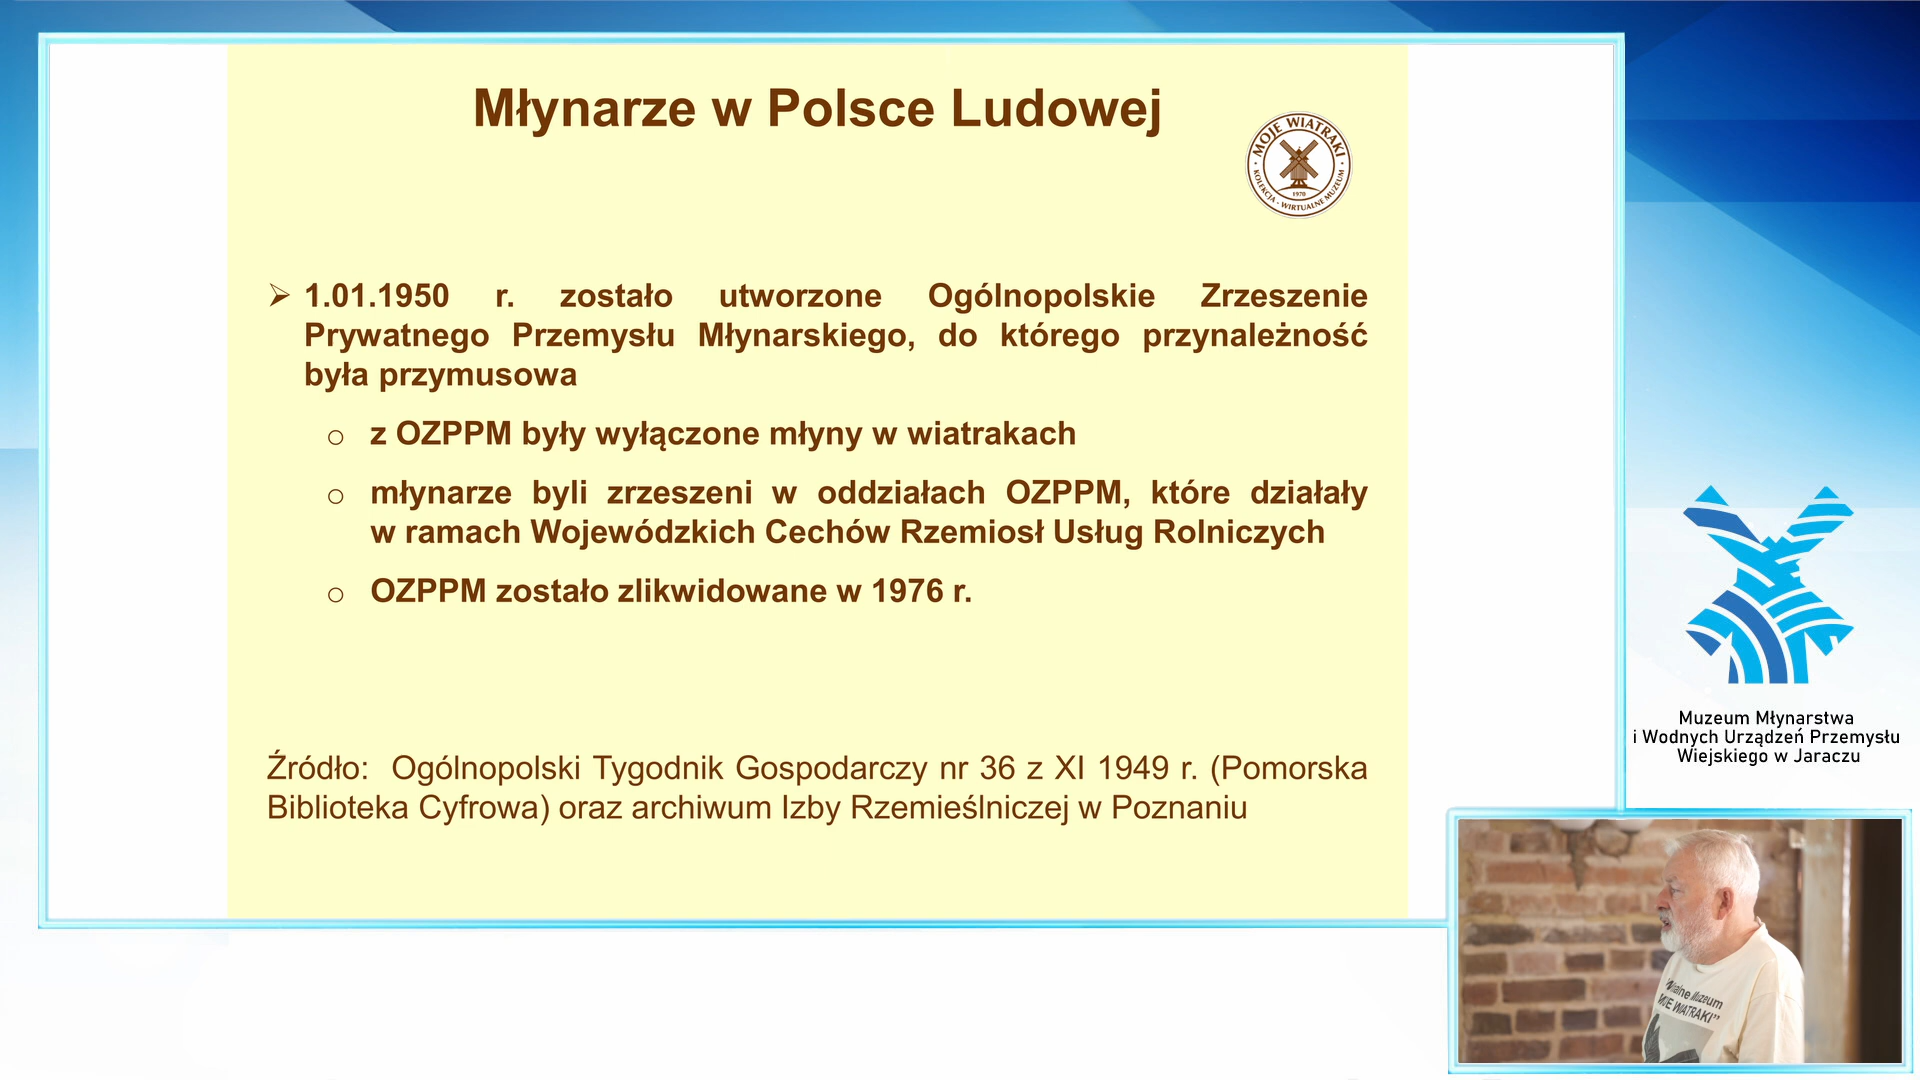 Młynarze w Polsce Ludowej
MOJE WIATRAKI
1970
KOLEKCJA · WIRTUALNE MUZEUM
➢ 1.01.1950 r. zostało utworzone Ogólnopolskie Zrzeszenie
Prywatnego Przemysłu Młynarskiego, do którego przynależność
była przymusowa
o z OZPPM były wyłączone młyny w wiatrakach
o młynarze byli zrzeszeni w oddziałach OZPPM, które działały
w ramach Wojewódzkich Cechów Rzemiosł Usług Rolniczych
o OZPPM zostało zlikwidowane w 1976 r.
Źródło: Ogólnopolski Tygodnik Gospodarczy nr 36 z XI 1949 r. (Pomorska
Biblioteka Cyfrowa) oraz archiwum Izby Rzemieślniczej w Poznaniu
Muzeum Młynarstwa
i Wodnych Urządzeń Przemysłu
Wiejskiego w Jaraczu
Muzeum
WIATRAKI”